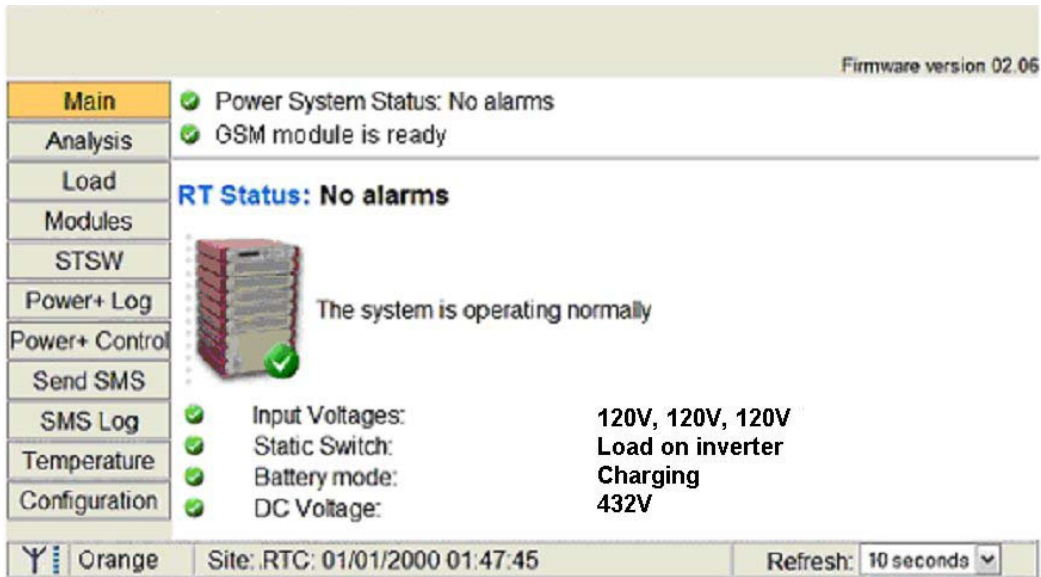 Firmware version 02.06
Main
Analysis
Load
Modules
STSW
Power+ Log
Power+ Control
Send SMS
SMS Log
Temperature
Configuration
Power System Status: No alarms
GSM module is ready
RT Status: No alarms
The system is operating normally
Input Voltages: 120V, 120V, 120V
Static Switch: Load on inverter
Battery mode: Charging
DC Voltage: 432V
Orange Site: .RTC: 01/01/2000 01:47:45 Refresh: 10 seconds